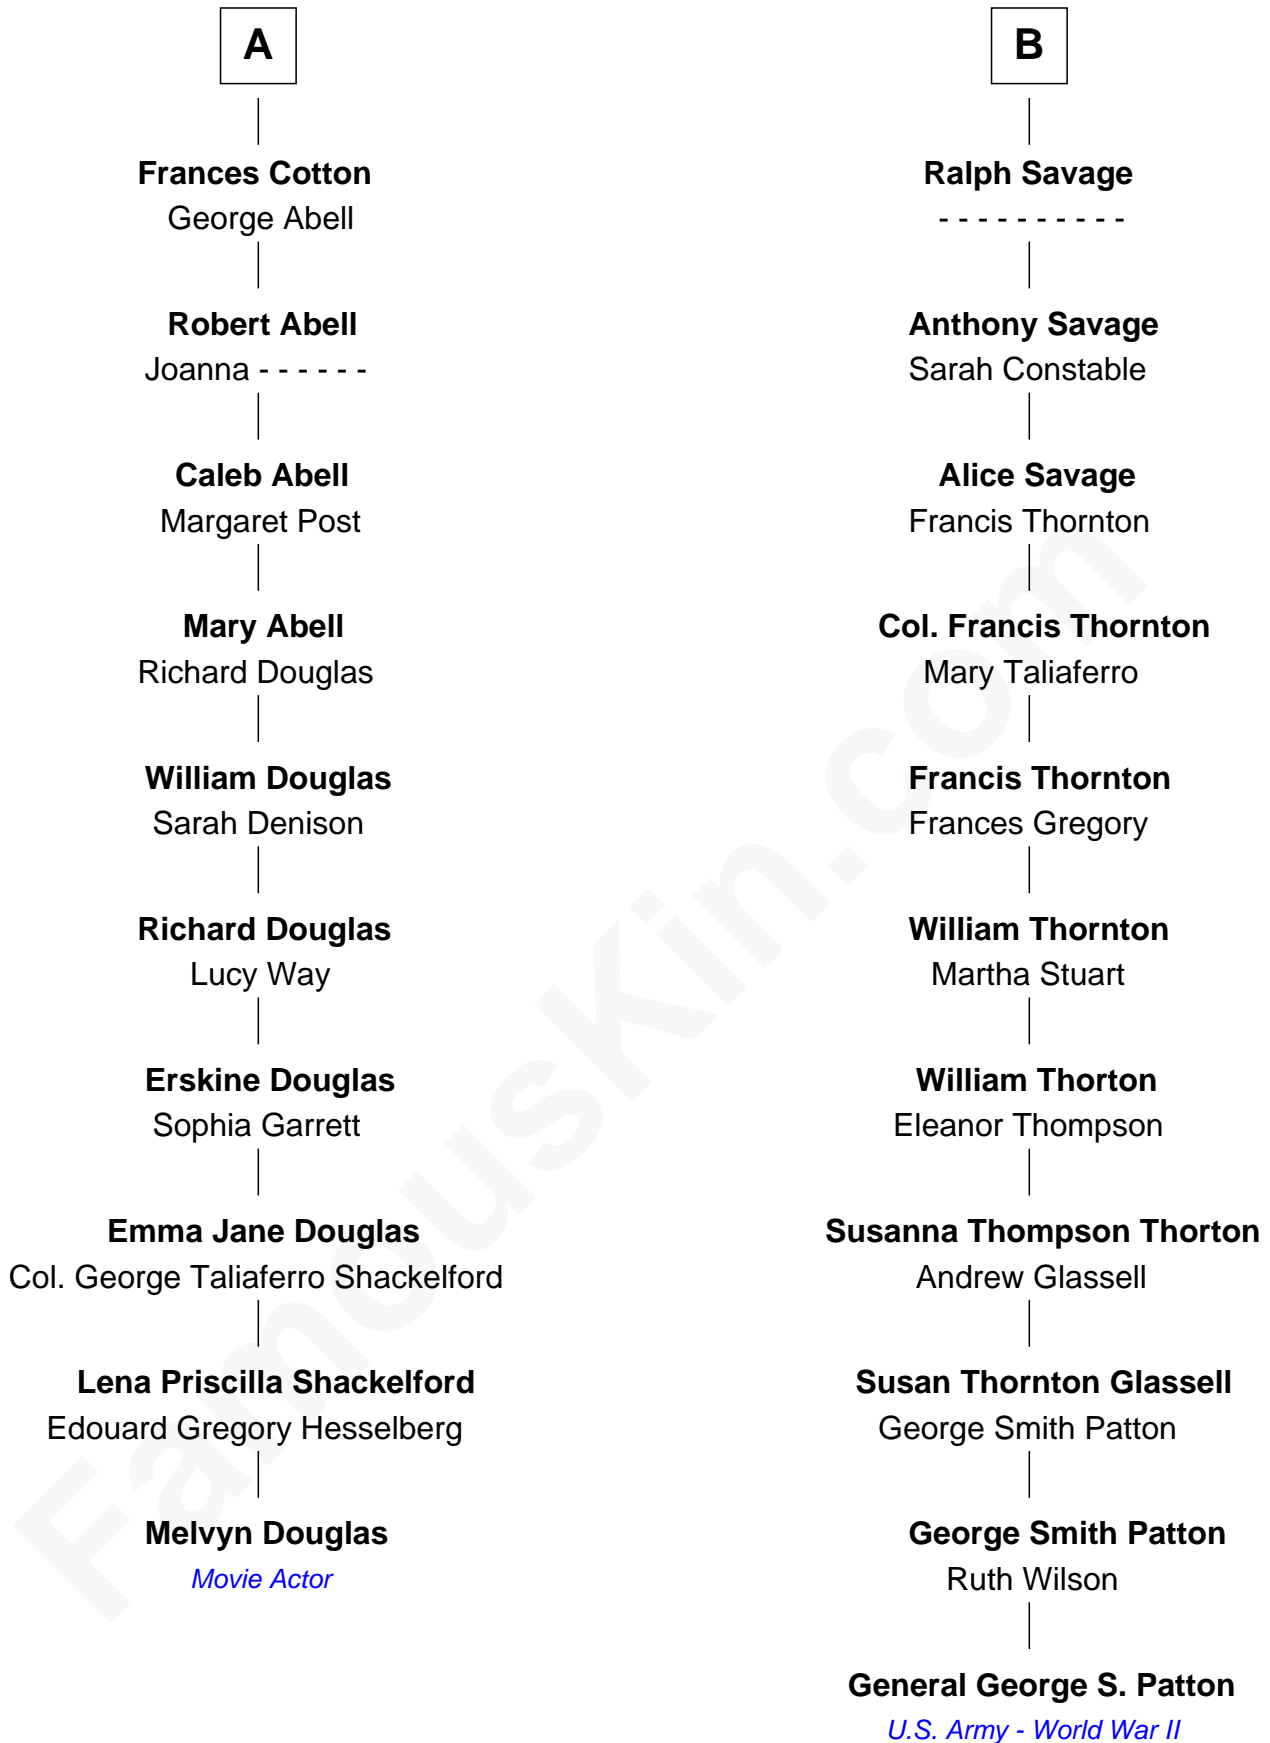 A
Frances Cotton
George Abell
Robert Abell
Joanna - - - - - -
Caleb Abell
Margaret Post
Mary Abell
Richard Douglas
William Douglas
Sarah Denison
Richard Douglas
Lucy Way
Erskine Douglas
Sophia Garrett
Emma Jane Douglas
Col. George Taliaferro Shackelford
Lena Priscilla Shackelford
Edouard Gregory Hesselberg
Melvyn Douglas
Movie Actor
B
Ralph Savage
- - - - - - - - - -
Anthony Savage
Sarah Constable
Alice Savage
Francis Thornton
Col. Francis Thornton
Mary Taliaferro
Francis Thornton
Frances Gregory
William Thornton
Martha Stuart
William Thorton
Eleanor Thompson
Susanna Thompson Thorton
Andrew Glassell
Susan Thornton Glassell
George Smith Patton
George Smith Patton
Ruth Wilson
General George S. Patton
U.S. Army - World War II
FamousKin.com